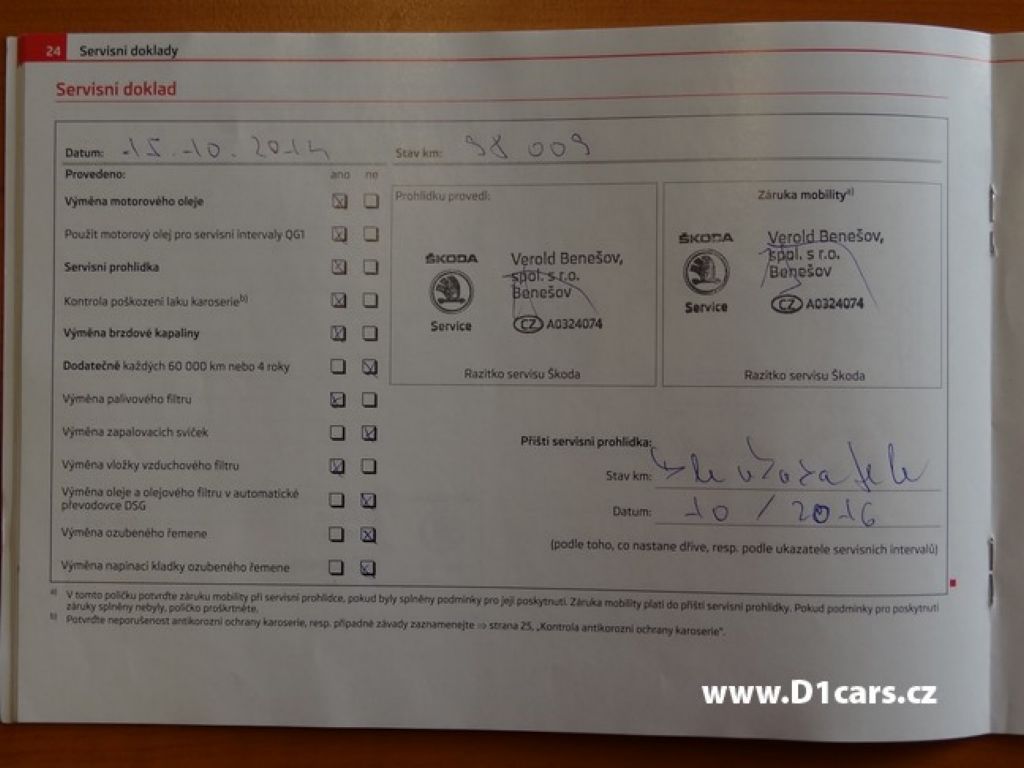 24 Servisní doklady
Servisní doklad
Datum: 15.10.2014 Stav km: 98 009
Provedeno: ano ne
Výměna motorového oleje
Použit motorový olej pro servisní intervaly QG1
Servisní prohlídka
Kontrola poškození laku karoserie b)
Výměna brzdové kapaliny
Dodatečně každých 60 000 km nebo 4 roky
Výměna palivového filtru
Výměna zapalovacích svíček
Výměna vložky vzduchového filtru
Výměna oleje a olejového filtru v automatické
převodovce DSG
Výměna ozubeného řemene
Výměna napínací kladky ozubeného řemene
Prohlídku provedl:
ŠKODA
Service
Verold Benešov,
spol. s r.o.
Benešov
CZ A0324074
Razítko servisu Škoda
Záruka mobility a)
ŠKODA
Service
Verold Benešov,
spol. s r.o.
Benešov
CZ A0324074
Razítko servisu Škoda
Příští servisní prohlídka:
Stav km: dle ukazatele
Datum: 10 / 2016
(podle toho, co nastane dříve, resp. podle ukazatele servisních intervalů)
a) V tomto políčku potvrďte záruku mobility při servisní prohlídce, pokud byly splněny podmínky pro její poskytnutí. Záruka mobility platí do příští servisní prohlídky. Pokud podmínky pro poskytnutí
záruky splněny nebyly, políčko proškrtněte.
b) Potvrďte neporušenost antikorozní ochrany karoserie, resp. případné závady zaznamenejte ⇒ strana 25, „Kontrola antikorozní ochrany karoserie".
www.D1cars.cz